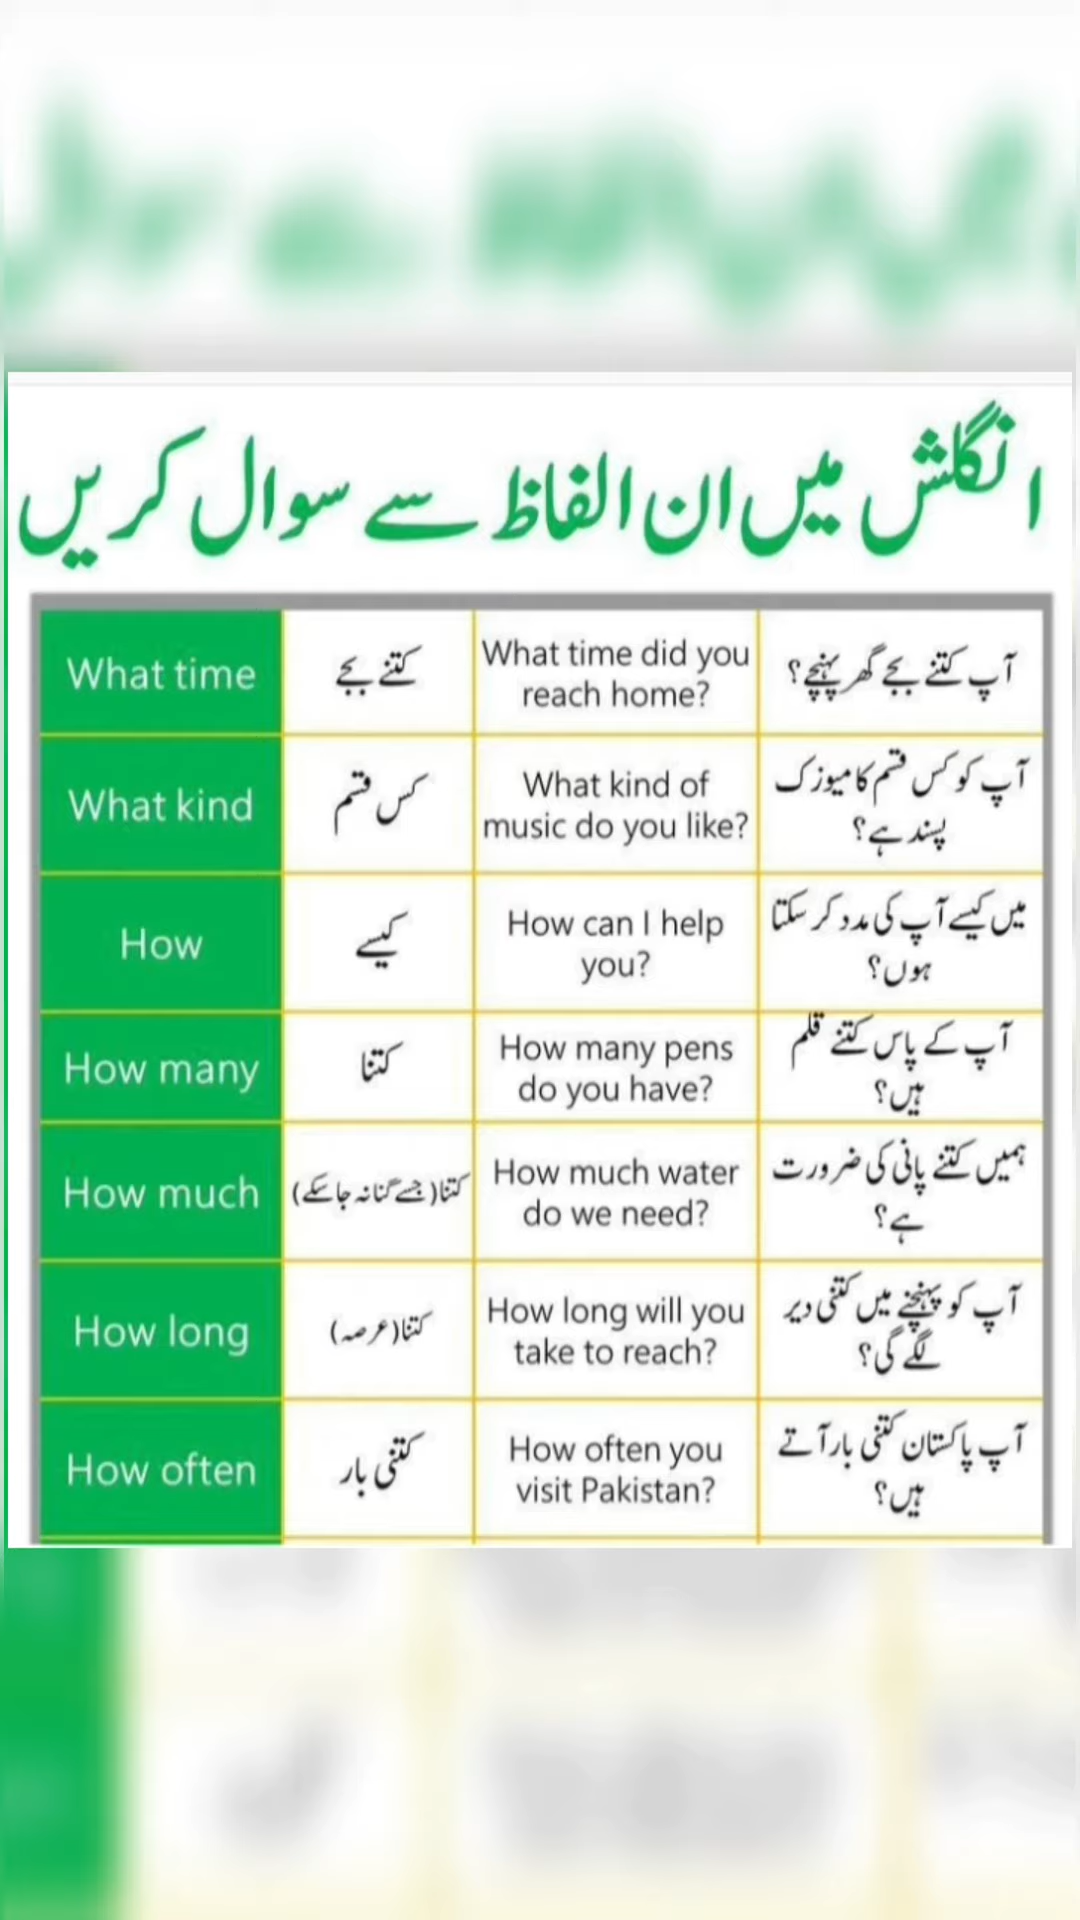 انگلش میں ان الفاظ سے سوال کریں
What time
کتنے بجے
What time did you
reach home?
آپ کتنے بجے گھر پہنچے؟
What kind
کس قسم
What kind of
music do you like?
آپ کو کس قسم کا میوزک
پسند ہے؟
How
کیسے
How can I help
you?
میں کیسے آپ کی مدد کر سکتا
ہوں؟
How many
کتنا
How many pens
do you have?
آپ کے پاس کتنے قلم
ہیں؟
How much
کتنا (جسے گنا نہ جا سکے)
How much water
do we need?
ہمیں کتنے پانی کی ضرورت
ہے؟
How long
کتنا (عرصہ)
How long will you
take to reach?
آپ کو پہنچنے میں کتنی دیر
لگے گی؟
How often
کتنی بار
How often you
visit Pakistan?
آپ پاکستان کتنی بار آتے
ہیں؟